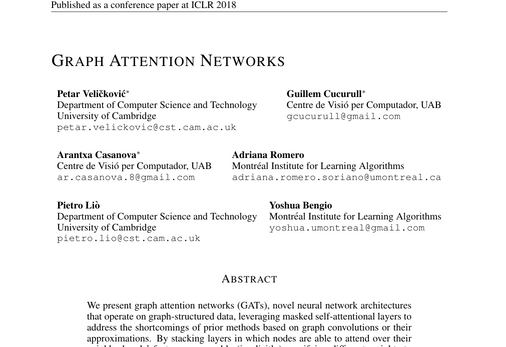 Published as a conference paper at ICLR 2018
GRAPH ATTENTION NETWORKS
Petar Veličković*
Department of Computer Science and Technology
University of Cambridge
petar.velickovic@cst.cam.ac.uk
Guillem Cucurull*
Centre de Visió per Computador, UAB
gcucurull@gmail.com
Arantxa Casanova*
Centre de Visió per Computador, UAB
ar.casanova.8@gmail.com
Adriana Romero
Montréal Institute for Learning Algorithms
adriana.romero.soriano@umontreal.ca
Pietro Liò
Department of Computer Science and Technology
University of Cambridge
pietro.lio@cst.cam.ac.uk
Yoshua Bengio
Montréal Institute for Learning Algorithms
yoshua.umontreal@gmail.com
ABSTRACT
We present graph attention networks (GATs), novel neural network architectures
that operate on graph-structured data, leveraging masked self-attentional layers to
address the shortcomings of prior methods based on graph convolutions or their
approximations. By stacking layers in which nodes are able to attend over their